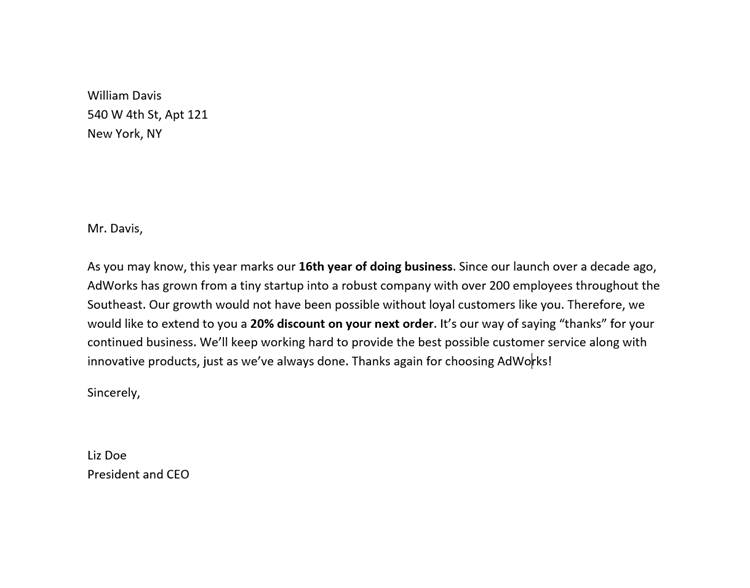 William Davis
540 W 4th St, Apt 121
New York, NY
Mr. Davis,
As you may know, this year marks our 16th year of doing business. Since our launch over a decade ago,
AdWorks has grown from a tiny startup into a robust company with over 200 employees throughout the
Southeast. Our growth would not have been possible without loyal customers like you. Therefore, we
would like to extend to you a 20% discount on your next order. It’s our way of saying “thanks” for your
continued business. We’ll keep working hard to provide the best possible customer service along with
innovative products, just as we’ve always done. Thanks again for choosing AdWorks!
Sincerely,
Liz Doe
President and CEO